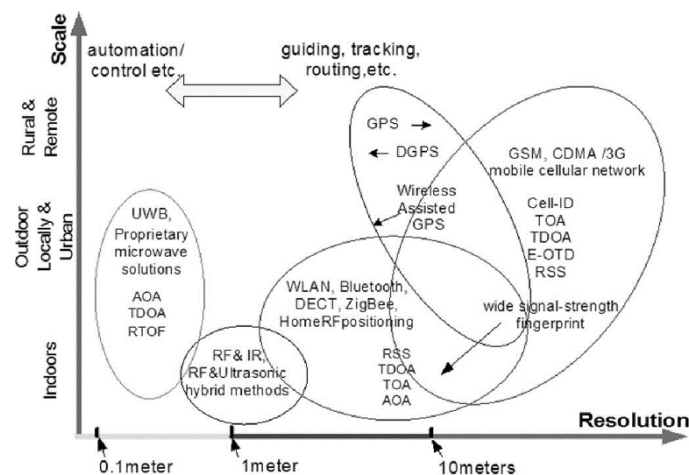 Scale
automation/
control etc.
guiding, tracking,
routing,etc.
Rural &
Remote
GPS
DGPS
Wireless
Assisted
GPS
GSM, CDMA /3G
mobile cellular network
Cell-ID
TOA
TDOA
E-OTD
RSS
Outdoor
Locally &
Urban
UWB,
Proprietary
microwave
solutions
AOA
TDOA
RTOF
WLAN, Bluetooth,
DECT, ZigBee,
HomeRFpositioning
RSS
TDOA
TOA
AOA
wide signal-strength
fingerprint
Indoors
RF& IR,
RF&Ultrasonic
hybrid methods
Resolution
0.1meter
1meter
10meters